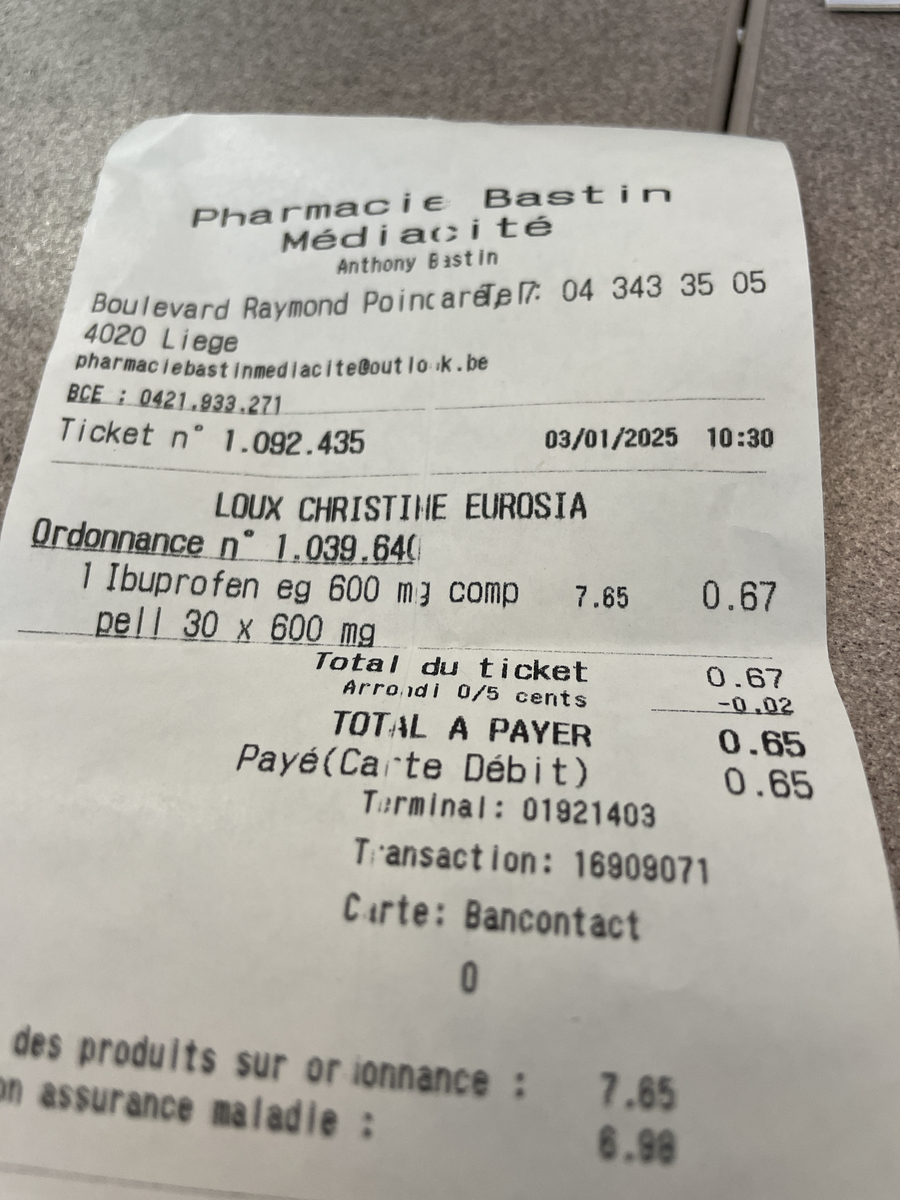 Pharmacie Bastin
Médiacité
Anthony Bastin
Boulevard Raymond Poincaré 7 Tel : 04 343 35 05
4020 Liege
pharmaciebastinmediacite@outlook.be
BCE : 0421.933.271
Ticket n° 1.092.435 03/01/2025 10:30
LOUX CHRISTINE EUROSIA
Ordonnance n° 1.039.640
1 Ibuprofen eg 600 mg comp 7.65 0.67
pell 30 x 600 mg
Total du ticket 0.67
Arrondi 0/5 cents -0.02
TOTAL A PAYER 0.65
Payé(Carte Débit) 0.65
Terminal: 01921403
Transaction: 16909071
Carte: Bancontact
0
des produits sur ordonnance : 7.65
on assurance maladie : 6.98